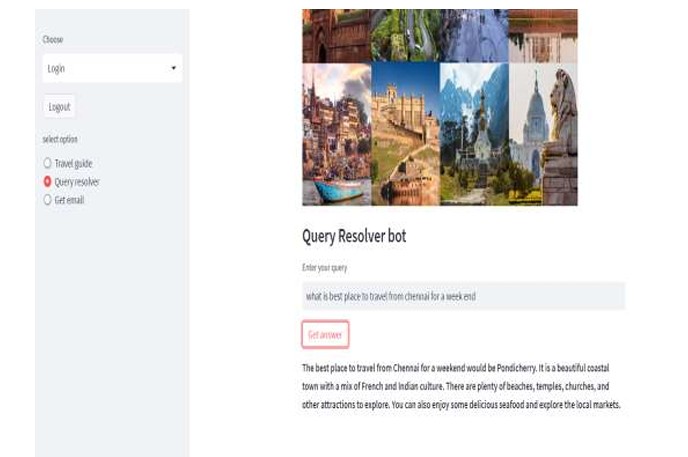 Choose
Login
Logout
select option
Travel guide
Query resolver
Get email
Query Resolver bot
Enter your query
what is best place to travel from chennai for a week end
Get answer
The best place to travel from Chennai for a weekend would be Pondicherry. It is a beautiful coastal
town with a mix of French and Indian culture. There are plenty of beaches, temples, churches, and
other attractions to explore. You can also enjoy some delicious seafood and explore the local markets.